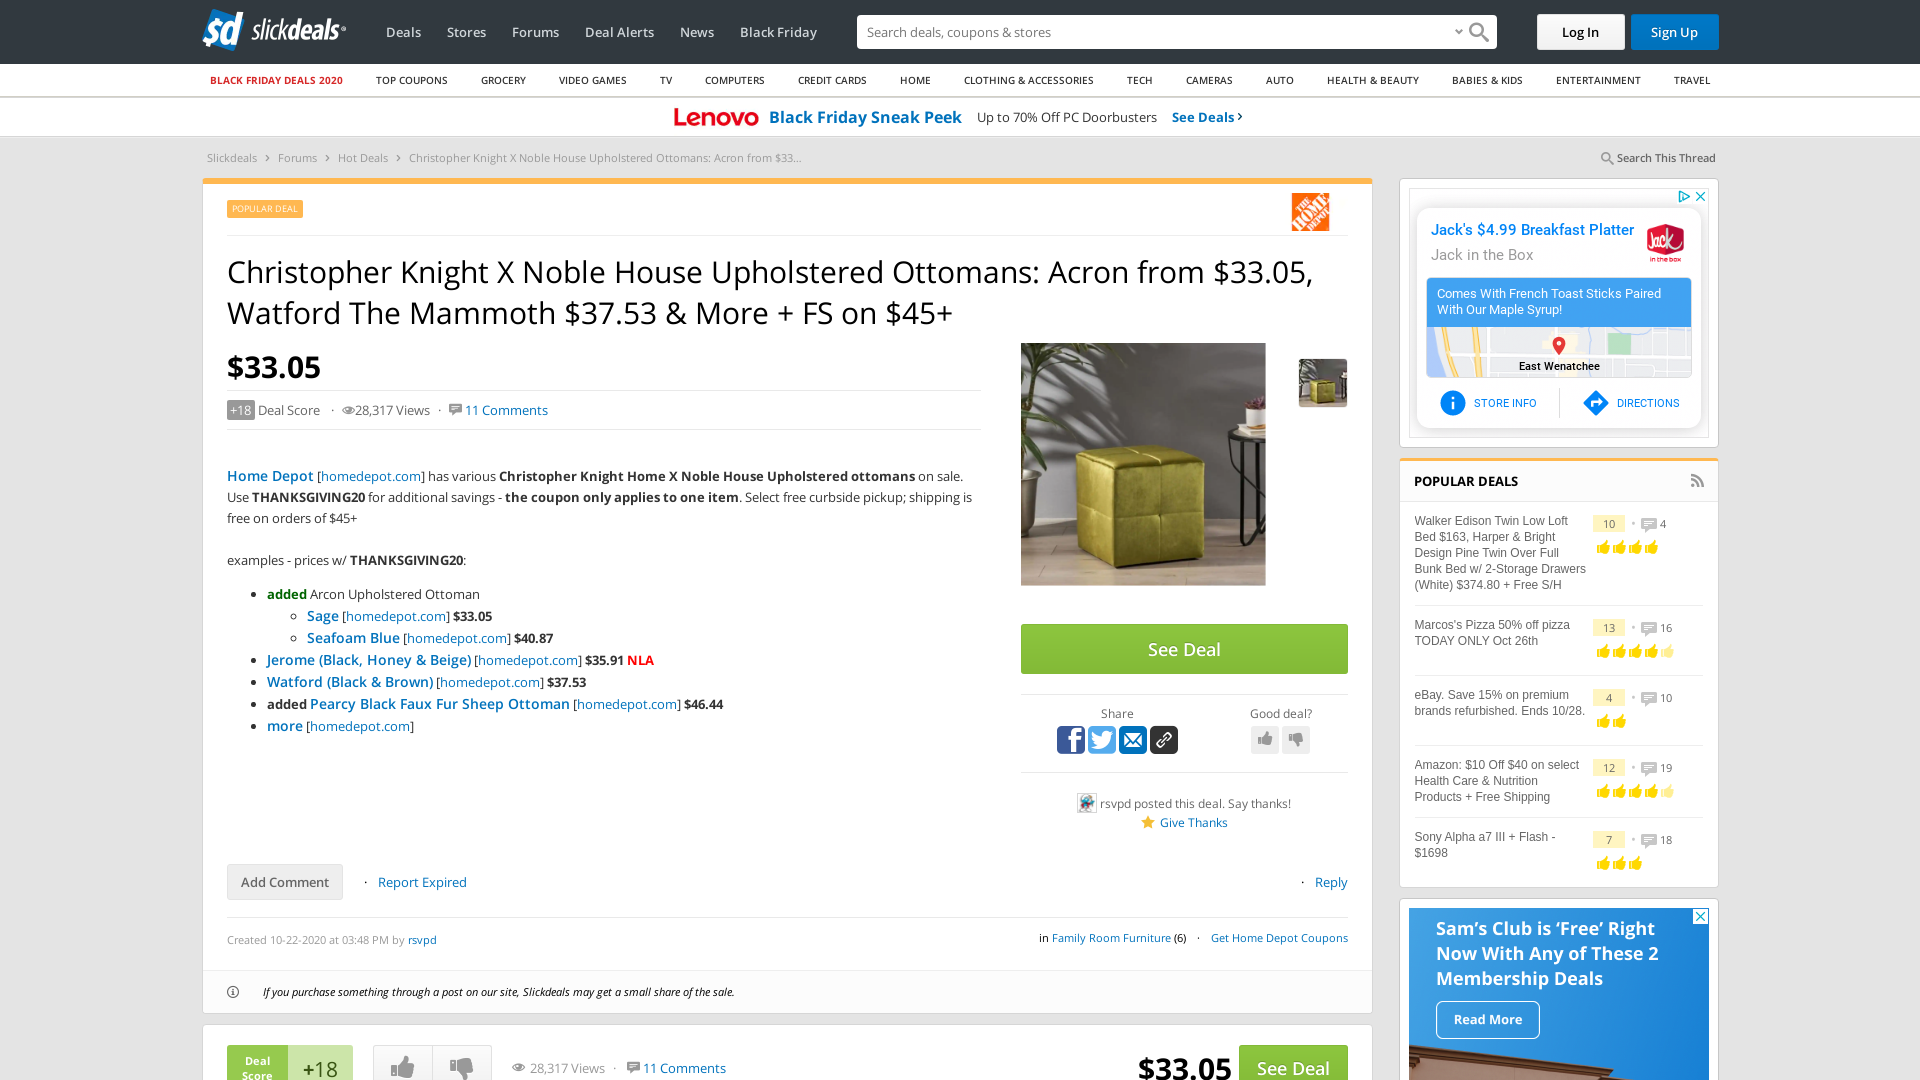 sd slickdeals
Deals
Stores
Forums
Deal Alerts
News
Black Friday
Search deals, coupons & stores
Log In
Sign Up
BLACK FRIDAY DEALS 2020
TOP COUPONS
GROCERY
VIDEO GAMES
TV
COMPUTERS
CREDIT CARDS
HOME
CLOTHING & ACCESSORIES
TECH
CAMERAS
AUTO
HEALTH & BEAUTY
BABIES & KIDS
ENTERTAINMENT
TRAVEL
Lenovo Black Friday Sneak Peek Up to 70% Off PC Doorbusters See Deals ›
Slickdeals › Forums › Hot Deals › Christopher Knight X Noble House Upholstered Ottomans: Acron from $33...
Search This Thread
POPULAR DEAL
THE HOME DEPOT
Christopher Knight X Noble House Upholstered Ottomans: Acron from $33.05,
Watford The Mammoth $37.53 & More + FS on $45+
$33.05
+18 Deal Score · 28,317 Views · 11 Comments
Home Depot [homedepot.com] has various Christopher Knight Home X Noble House Upholstered ottomans on sale.
Use THANKSGIVING20 for additional savings - the coupon only applies to one item. Select free curbside pickup; shipping is
free on orders of $45+
examples - prices w/ THANKSGIVING20:
added Arcon Upholstered Ottoman
Sage [homedepot.com] $33.05
Seafoam Blue [homedepot.com] $40.87
Jerome (Black, Honey & Beige) [homedepot.com] $35.91 NLA
Watford (Black & Brown) [homedepot.com] $37.53
added Pearcy Black Faux Fur Sheep Ottoman [homedepot.com] $46.44
more [homedepot.com]
See Deal
Share
Good deal?
rsvpd posted this deal. Say thanks!
Give Thanks
Add Comment
· Report Expired
· Reply
Created 10-22-2020 at 03:48 PM by rsvpd
in Family Room Furniture (6) · Get Home Depot Coupons
If you purchase something through a post on our site, Slickdeals may get a small share of the sale.
Deal
Score
+18
28,317 Views · 11 Comments
$33.05
See Deal
Jack's $4.99 Breakfast Platter
Jack in the Box
Jack
in the box
Comes With French Toast Sticks Paired
With Our Maple Syrup!
East Wenatchee
STORE INFO
DIRECTIONS
POPULAR DEALS
Walker Edison Twin Low Loft
Bed $163, Harper & Bright
Design Pine Twin Over Full
Bunk Bed w/ 2-Storage Drawers
(White) $374.80 + Free S/H
10 · 4
Marcos's Pizza 50% off pizza
TODAY ONLY Oct 26th
13 · 16
eBay. Save 15% on premium
brands refurbished. Ends 10/28.
4 · 10
Amazon: $10 Off $40 on select
Health Care & Nutrition
Products + Free Shipping
12 · 19
Sony Alpha a7 III + Flash -
$1698
7 · 18
Sam's Club is 'Free' Right
Now With Any of These 2
Membership Deals
Read More